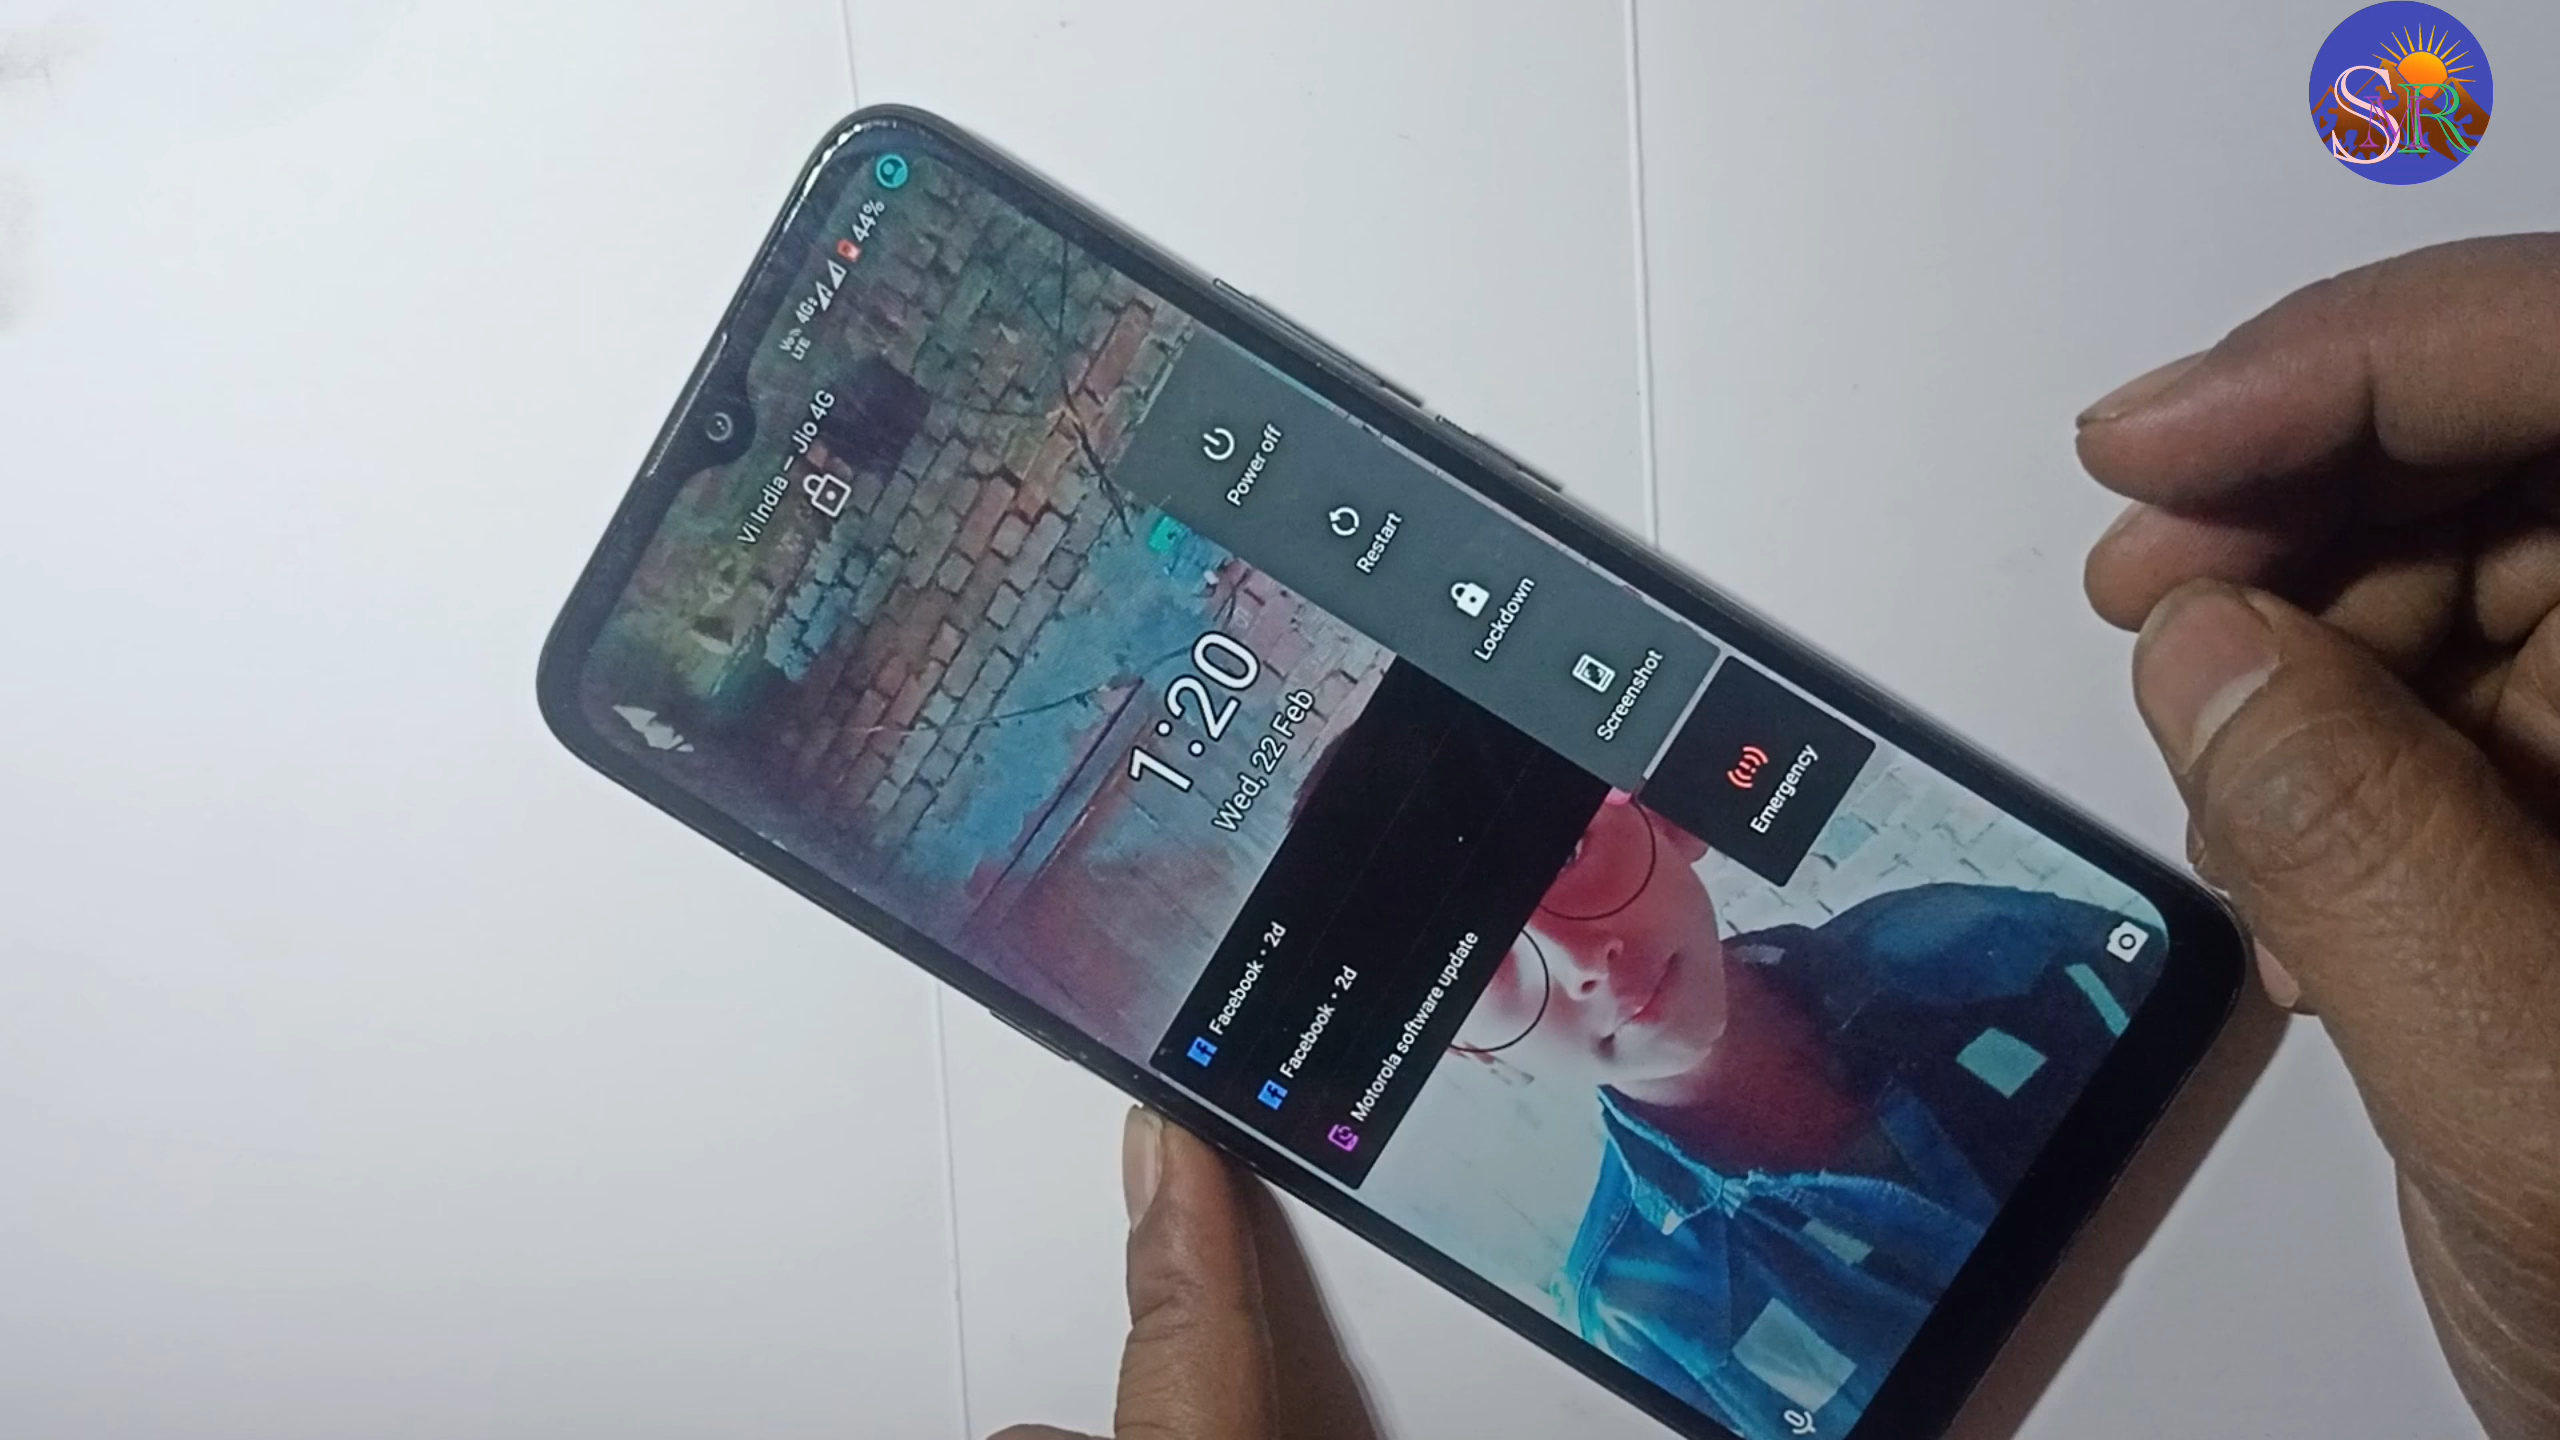 Vi India — Jio 4G
Vo)) LTE 4G 44%
1:20
Wed, 22 Feb
Facebook • 2d
Facebook • 2d
Motorola software update
Power off
Restart
Lockdown
Screenshot
Emergency
SMR